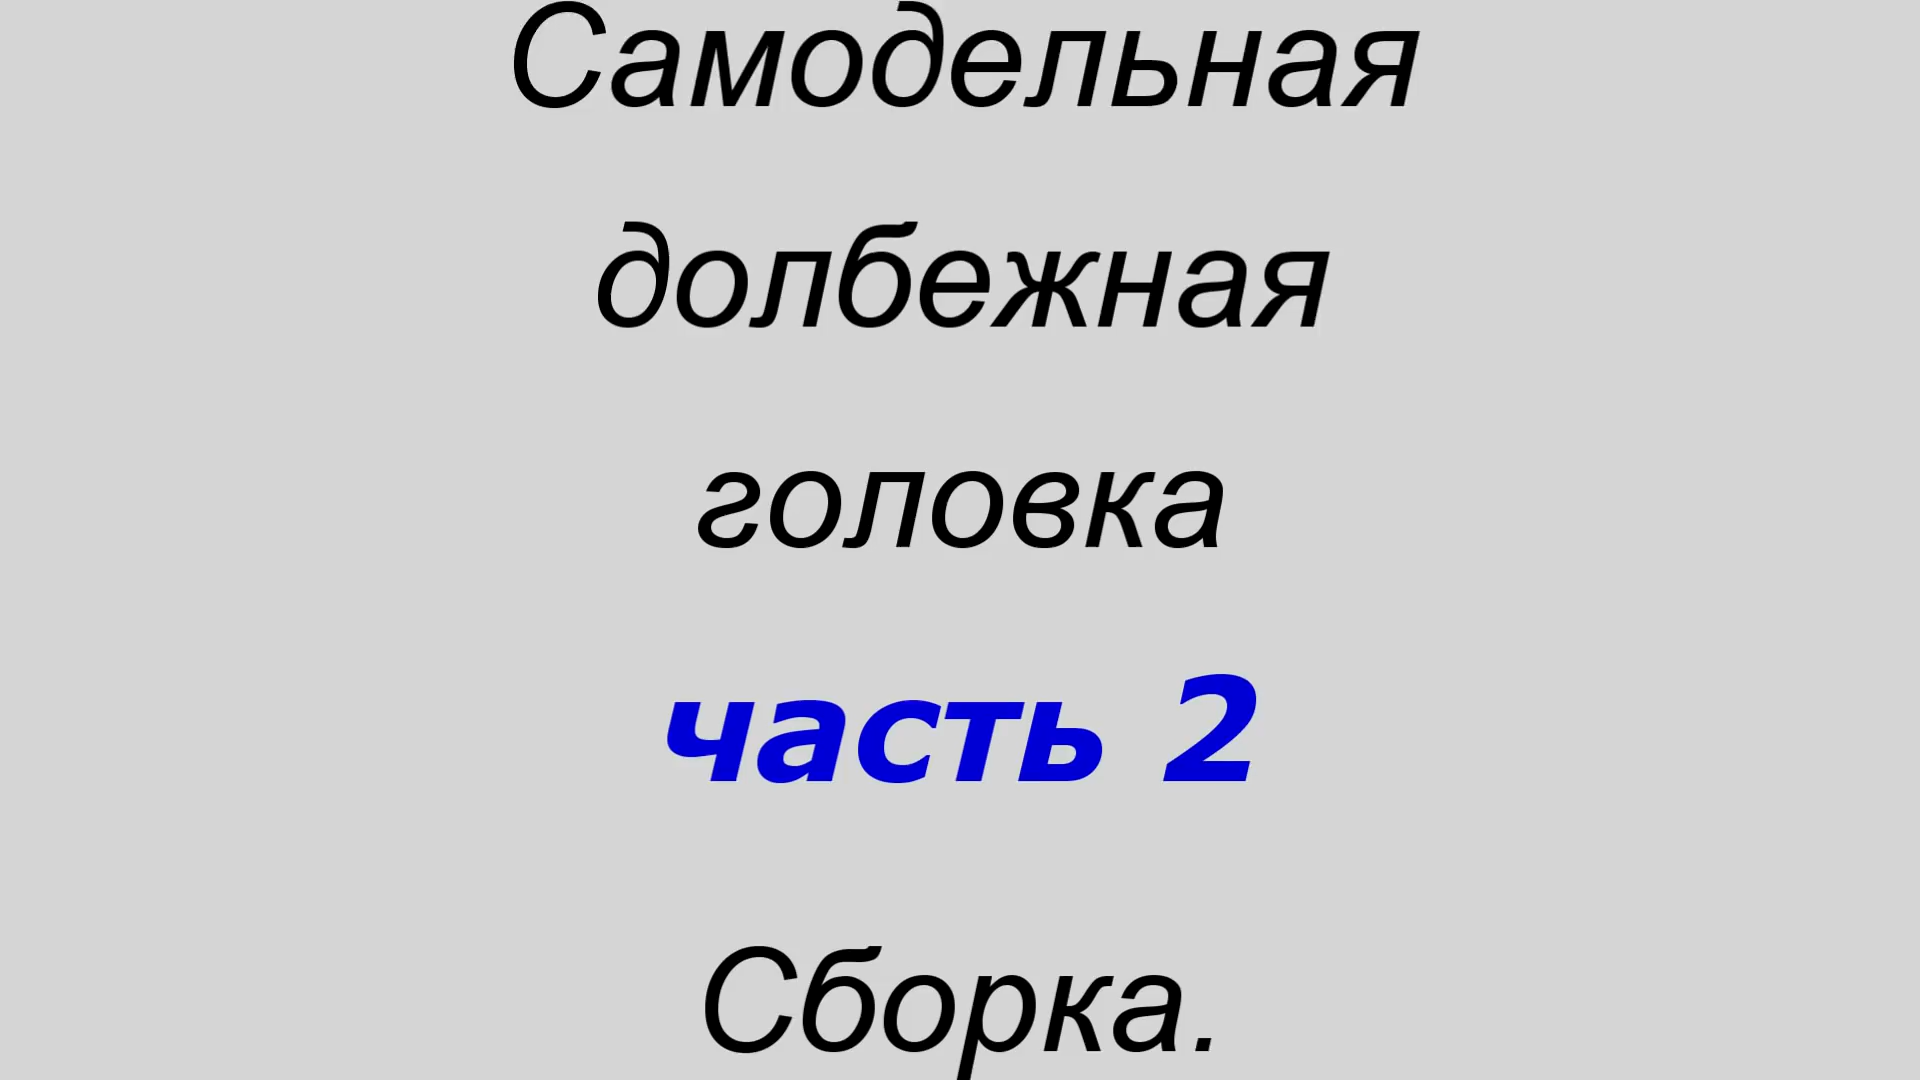 Самодельная
долбежная
головка
часть 2
Сборка.